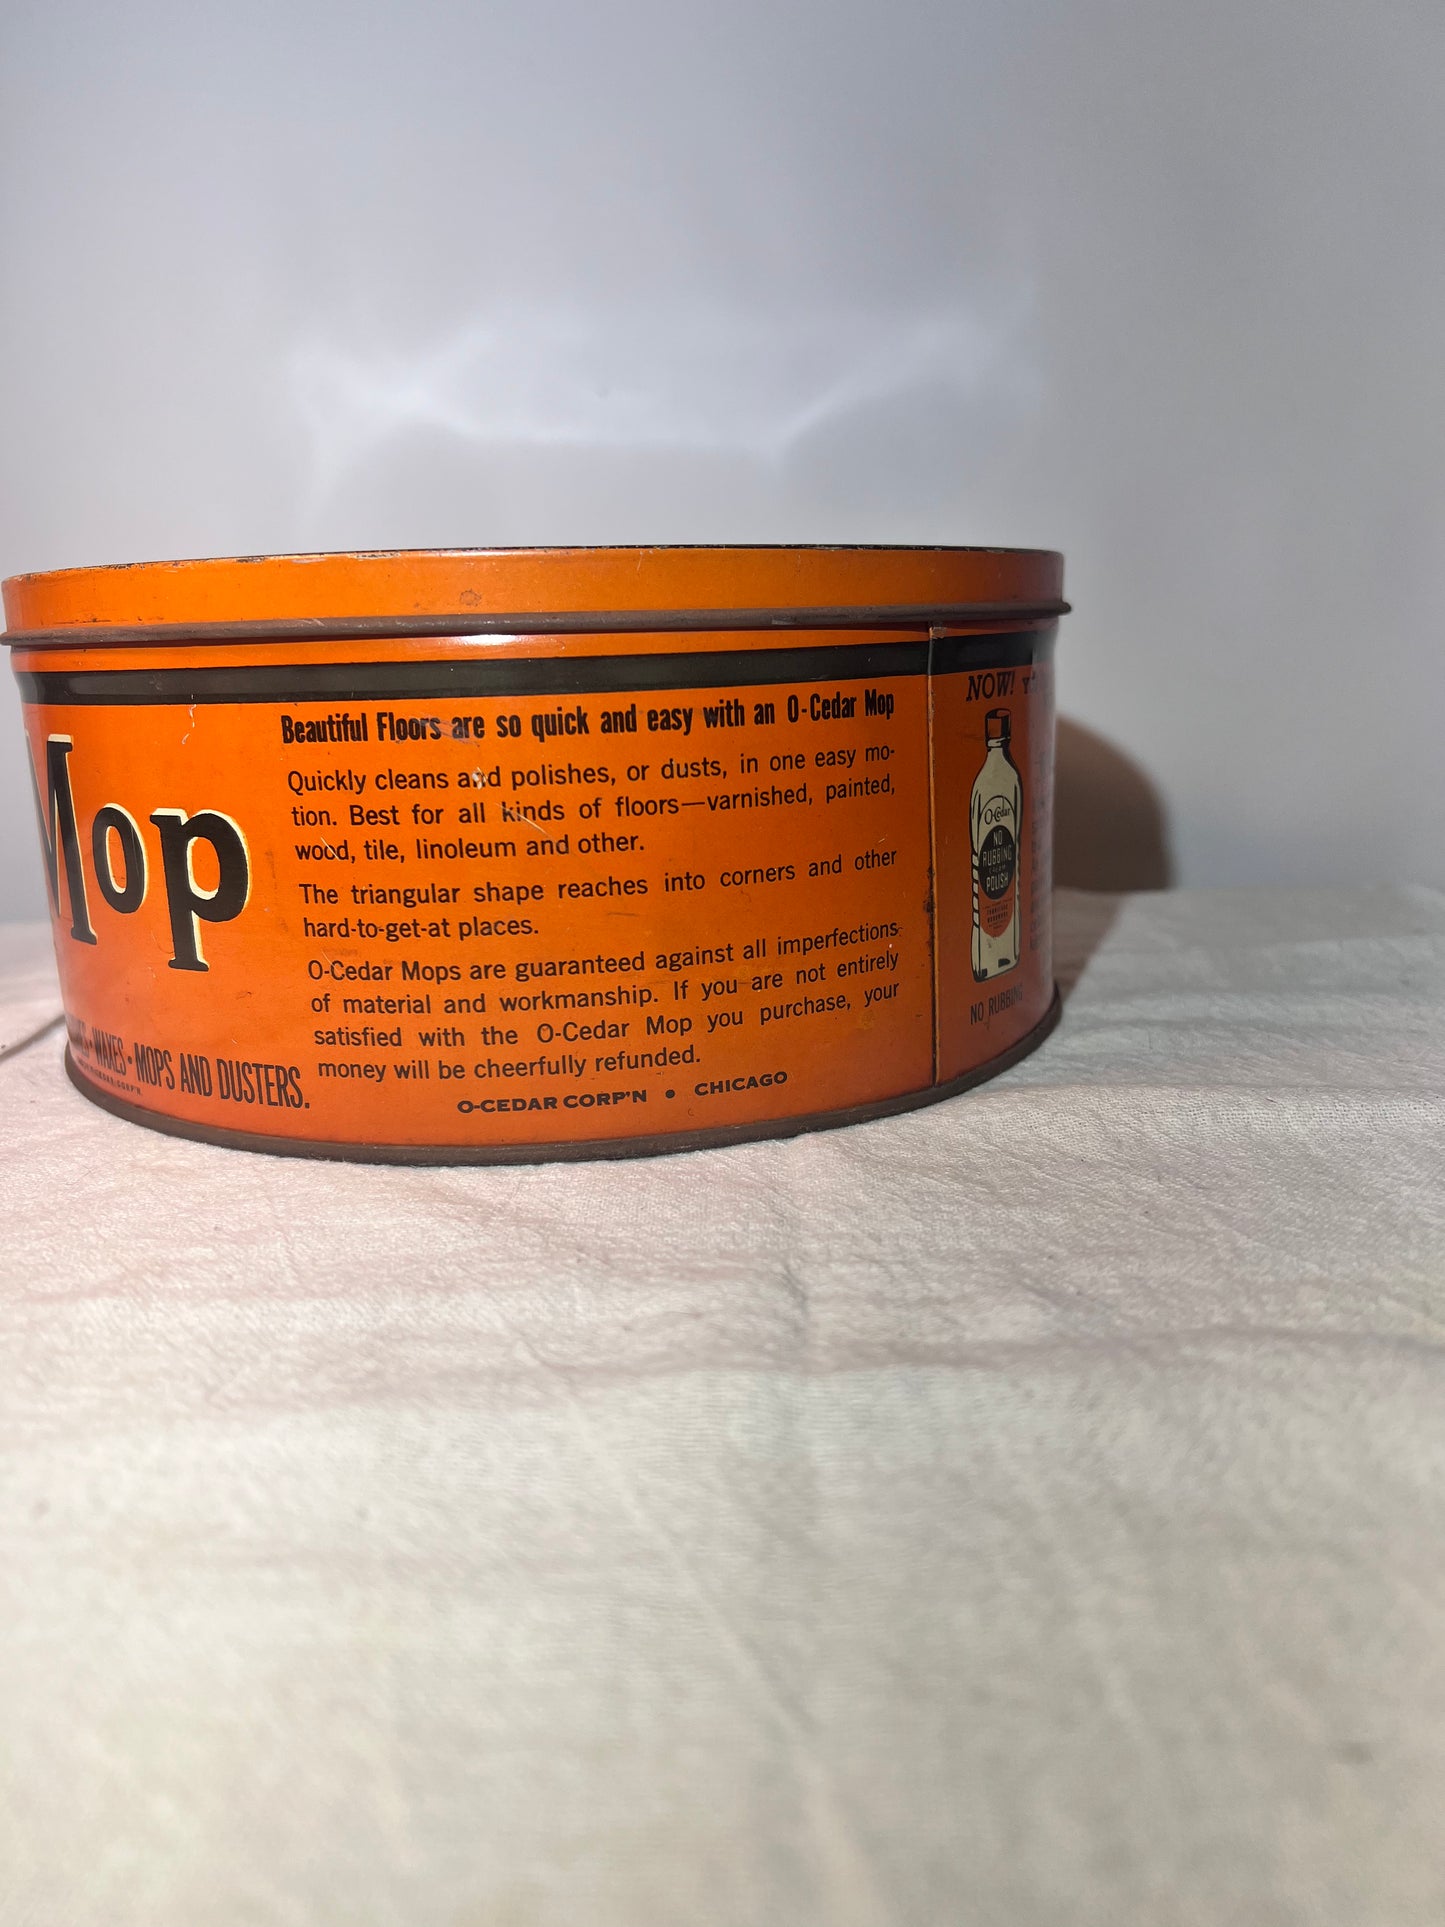 Mop
WAXES • MOPS AND DUSTERS.
Beautiful Floors are so quick and easy with an O-Cedar Mop
Quickly cleans and polishes, or dusts, in one easy mo-
tion. Best for all kinds of floors—varnished, painted,
wood, tile, linoleum and other.
The triangular shape reaches into corners and other
hard-to-get-at places.
O-Cedar Mops are guaranteed against all imperfections
of material and workmanship. If you are not entirely
satisfied with the O-Cedar Mop you purchase, your
money will be cheerfully refunded.
O-CEDAR CORP'N • CHICAGO
NOW!
O-Cedar
NO
RUBBING
CREAM
POLISH
NO RUBBING